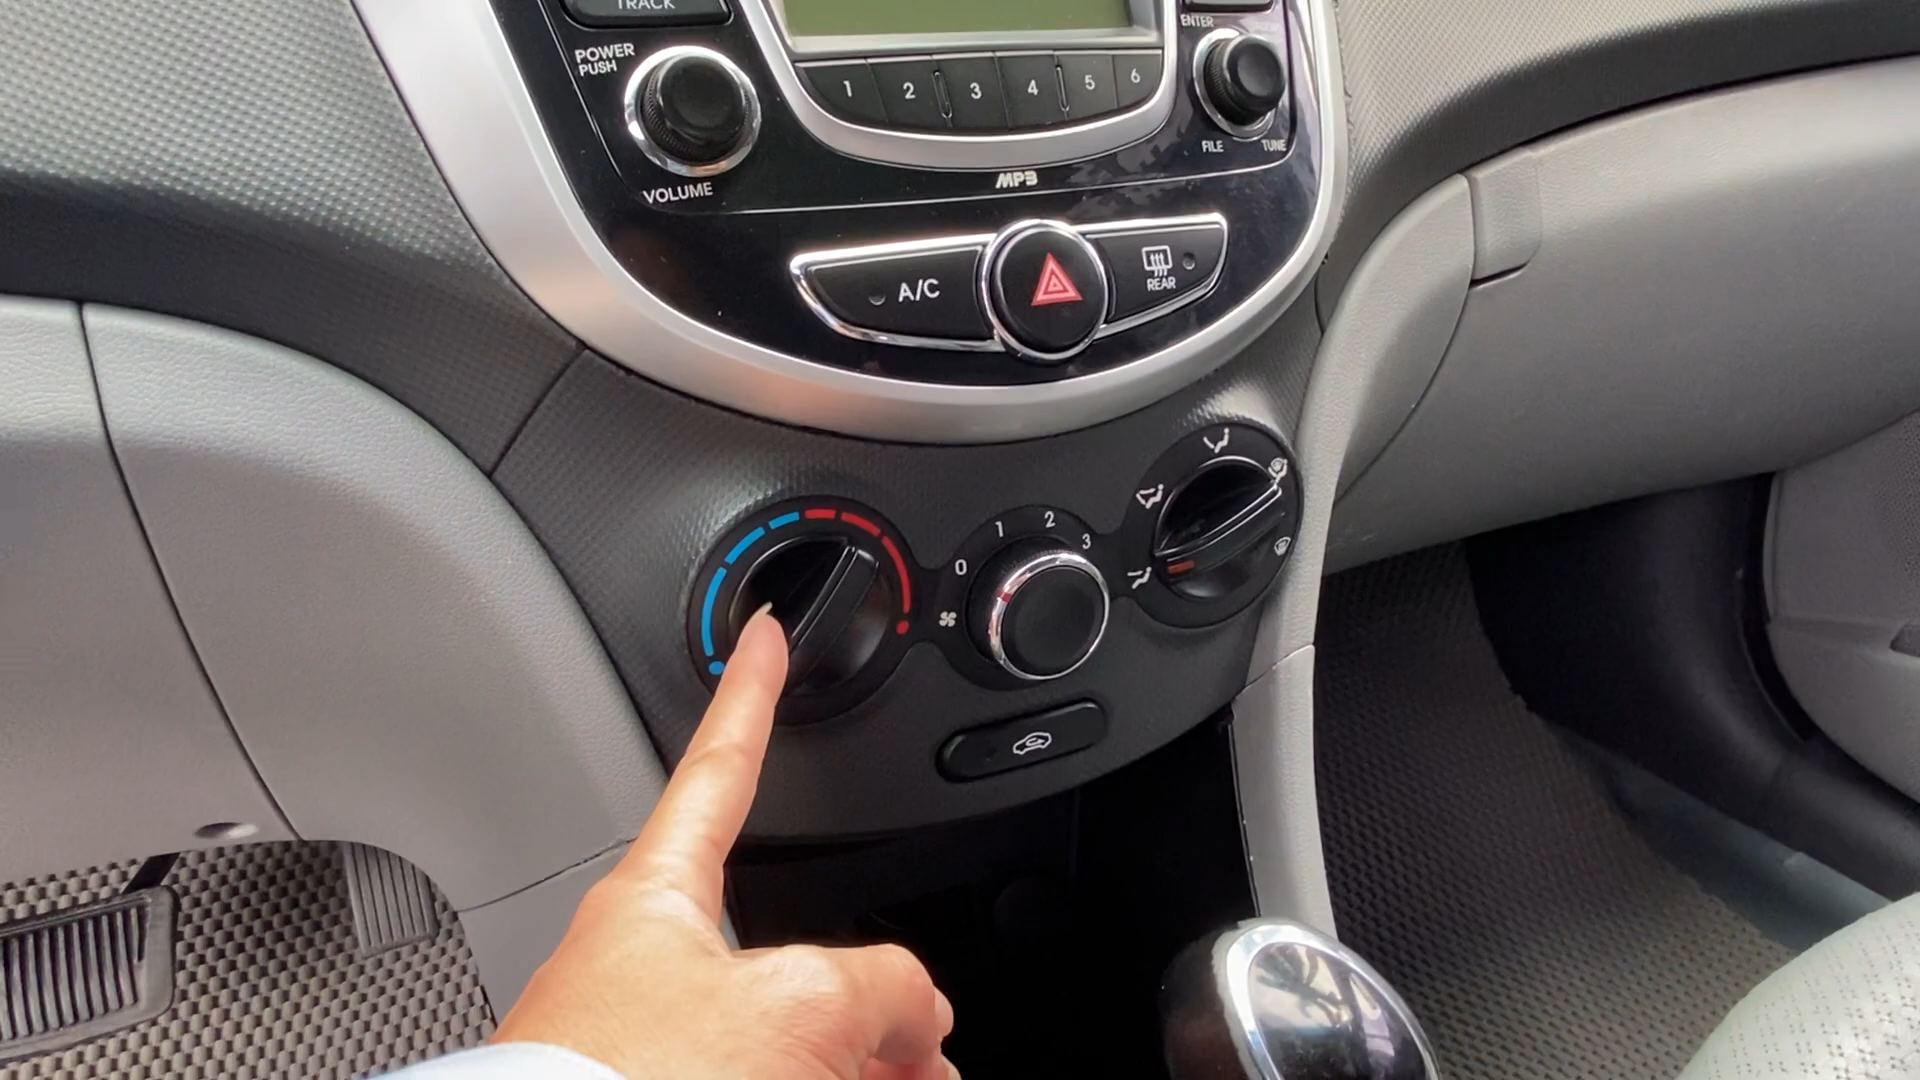 TRACK
ENTER
POWER
PUSH
1 2 3 4 5 6
VOLUME
FILE
TUNE
MP3
A/C
REAR
0 1 2 3